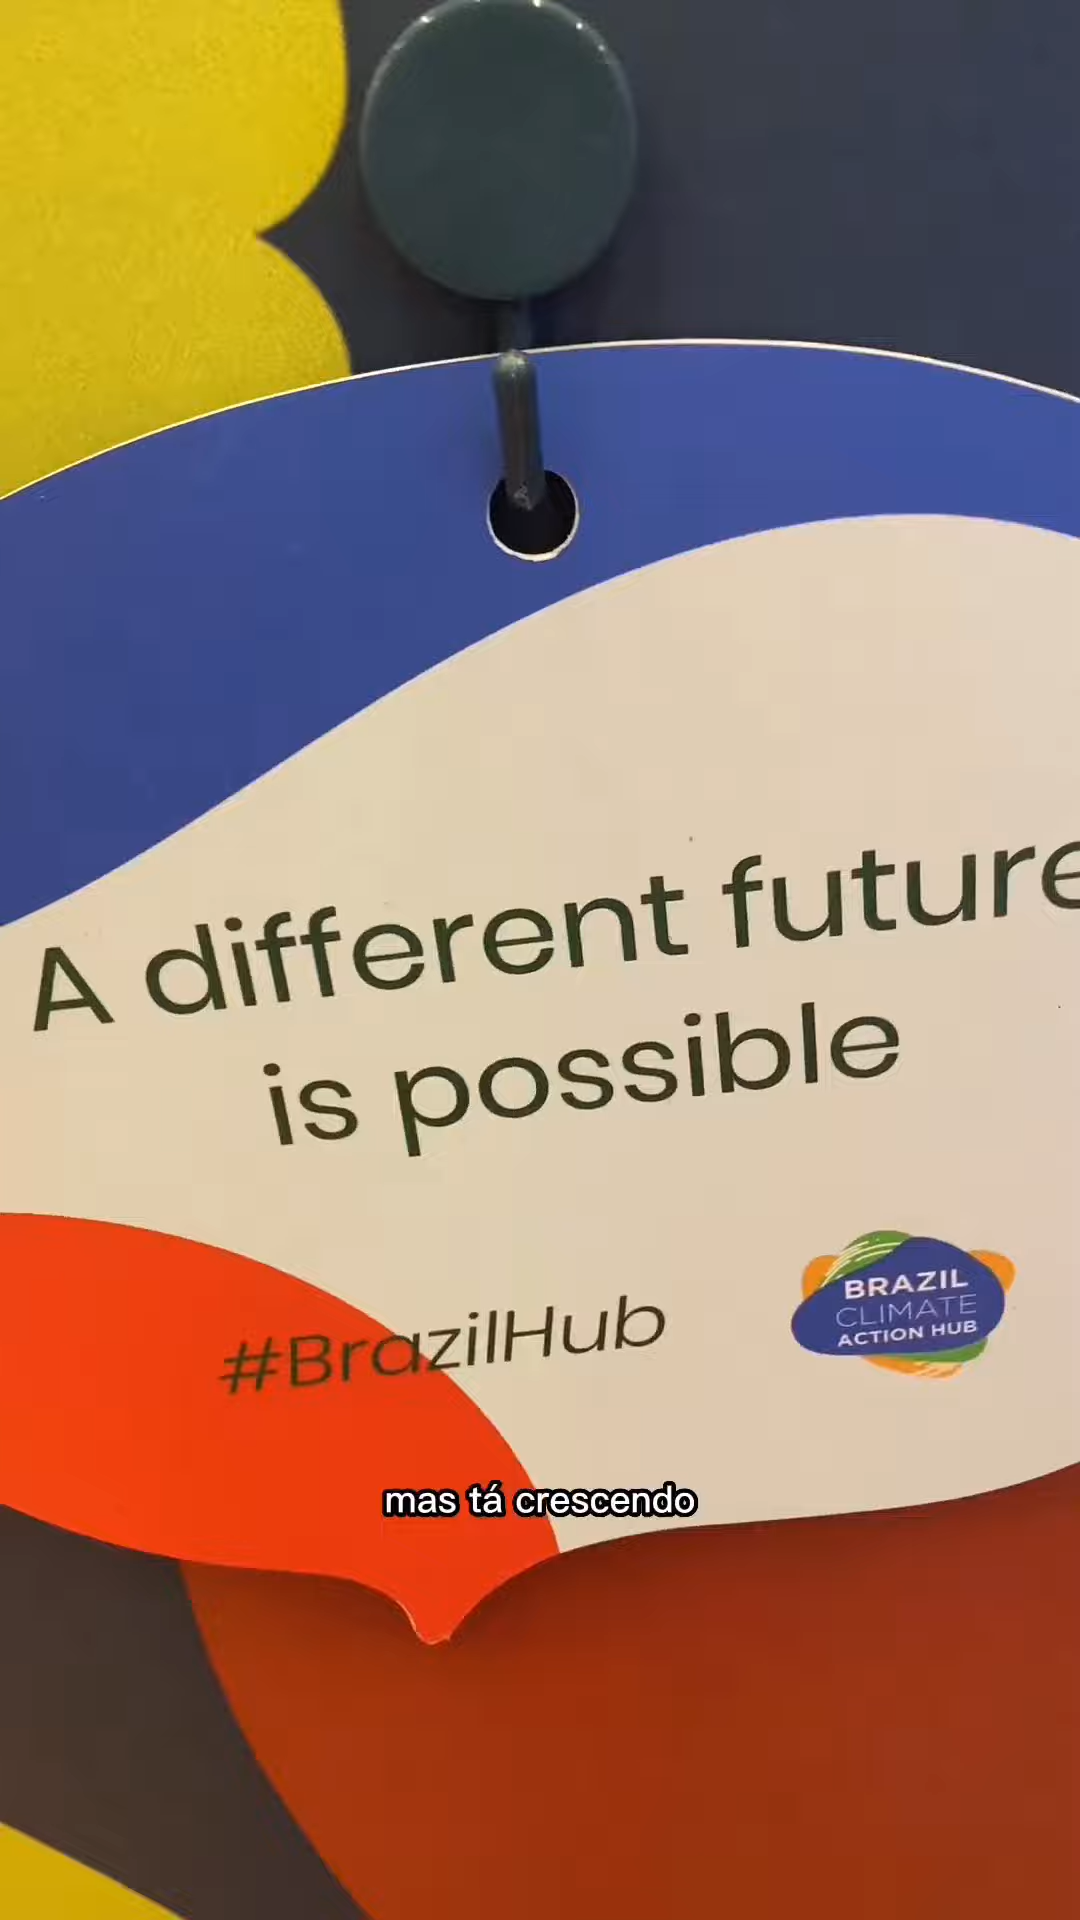 A different future
is possible
#BrazilHub
BRAZIL
CLIMATE
ACTION HUB
mas tá crescendo